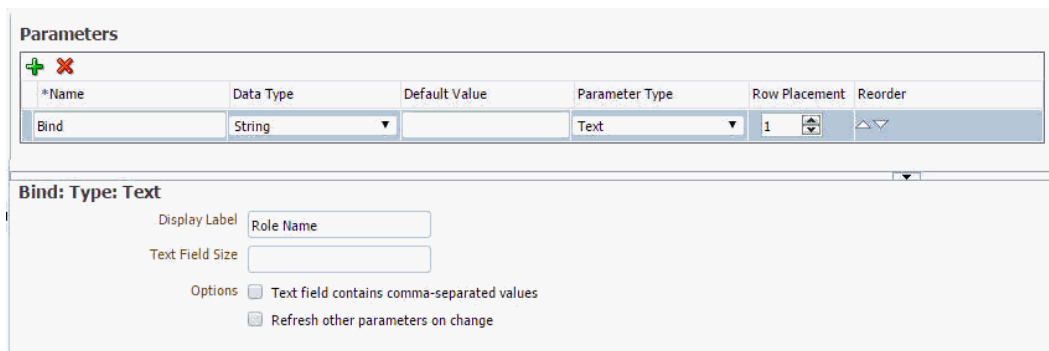 Parameters
*Name Data Type Default Value Parameter Type Row Placement Reorder
Bind String Text 1
Bind: Type: Text
Display Label Role Name
Text Field Size
Options Text field contains comma-separated values
Refresh other parameters on change